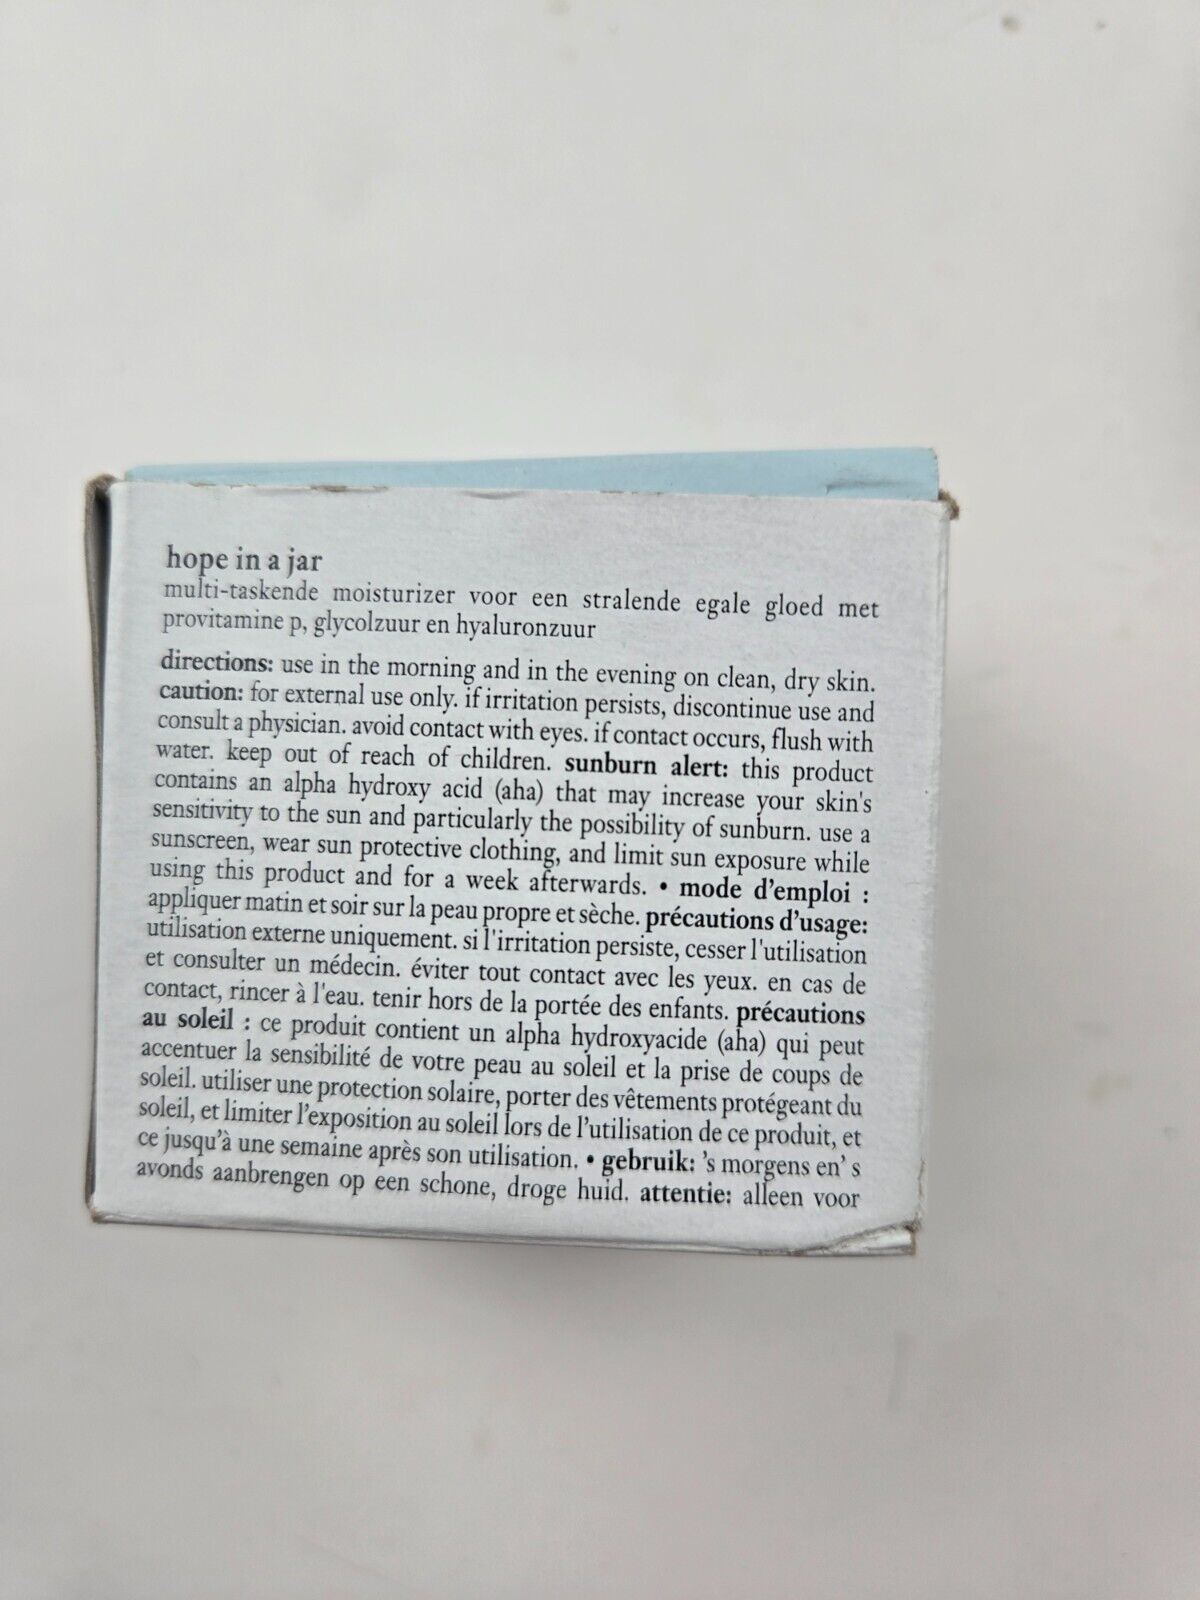 hope in a jar
multi-taskende moisturizer voor een stralende egale gloed met
provitamine p, glycolzuur en hyaluronzuur
directions: use in the morning and in the evening on clean, dry skin.
caution: for external use only. if irritation persists, discontinue use and
consult a physician. avoid contact with eyes. if contact occurs, flush with
water. keep out of reach of children. sunburn alert: this product
contains an alpha hydroxy acid (aha) that may increase your skin's
sensitivity to the sun and particularly the possibility of sunburn. use a
sunscreen, wear sun protective clothing, and limit sun exposure while
using this product and for a week afterwards. • mode d'emploi :
appliquer matin et soir sur la peau propre et sèche. précautions d'usage:
utilisation externe uniquement. si l'irritation persiste, cesser l'utilisation
et consulter un médecin. éviter tout contact avec les yeux. en cas de
contact, rincer à l'eau. tenir hors de la portée des enfants. précautions
au soleil : ce produit contient un alpha hydroxyacide (aha) qui peut
accentuer la sensibilité de votre peau au soleil et la prise de coups de
soleil. utiliser une protection solaire, porter des vêtements protégeant du
soleil, et limiter l'exposition au soleil lors de l'utilisation de ce produit, et
ce jusqu'à une semaine après son utilisation. • gebruik: 's morgens en' s
avonds aanbrengen op een schone, droge huid. attentie: alleen voor